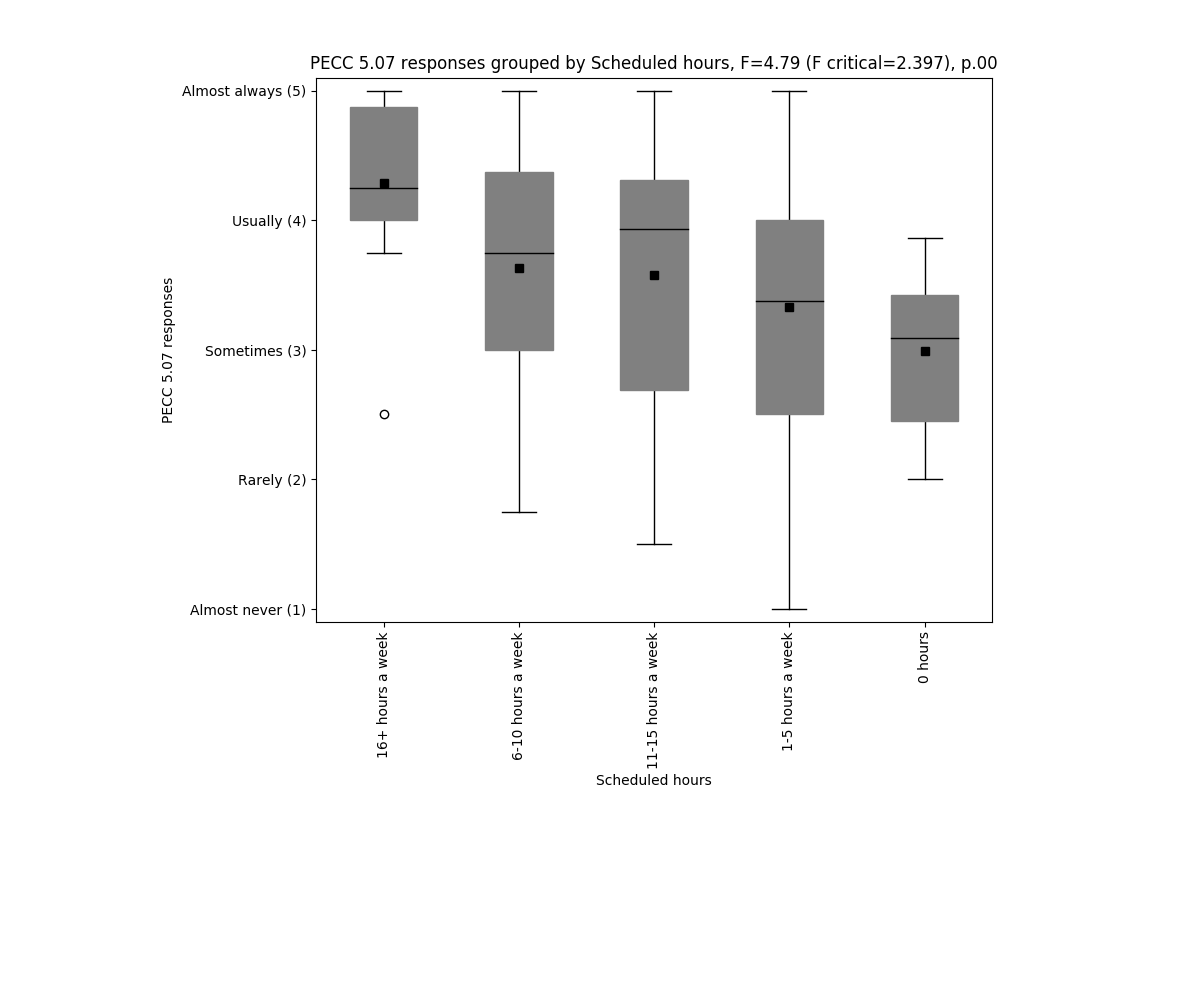 PECC 5.07 responses grouped by Scheduled hours, F=4.79 (F critical=2.397), p.00
Almost always (5)
Usually (4)
Sometimes (3)
Rarely (2)
Almost never (1)
PECC 5.07 responses
16+ hours a week
6-10 hours a week
11-15 hours a week
1-5 hours a week
0 hours
Scheduled hours